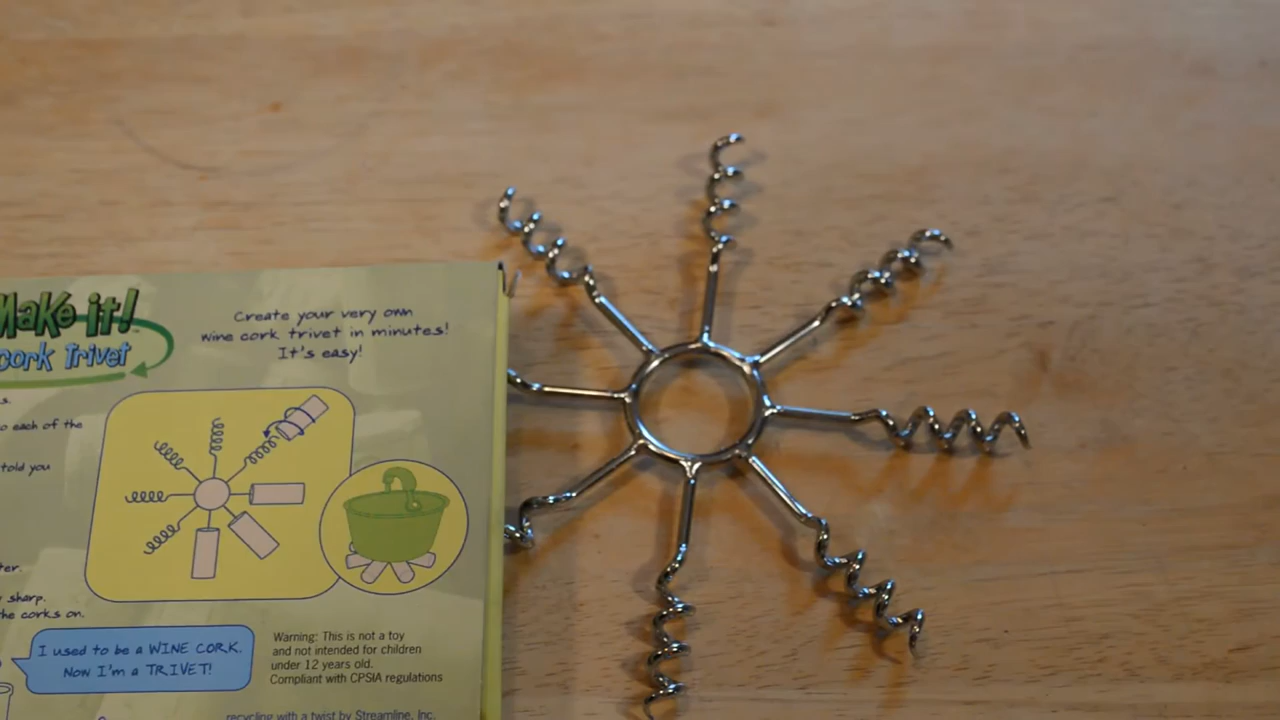 Make it!
cork Trivet
Create your very own
wine cork trivet in minutes!
It's easy!
s.
o each of the
told you
ter.
sharp.
he corks on.
I used to be a WINE CORK.
Now I'm a TRIVET!
Warning: This is not a toy
and not intended for children
under 12 years old.
Compliant with CPSIA regulations
recycling with a twist by Streamline, Inc.